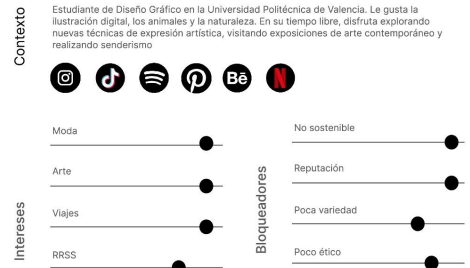 Contexto
Estudiante de Diseño Gráfico en la Universidad Politécnica de Valencia. Le gusta la
ilustración digital, los animales y la naturaleza. En su tiempo libre, disfruta explorando
nuevas técnicas de expresión artística, visitando exposiciones de arte contemporáneo y
realizando senderismo
Bē
N
Intereses
Moda
Arte
Viajes
RRSS
Bloqueadores
No sostenible
Reputación
Poca variedad
Poco ético